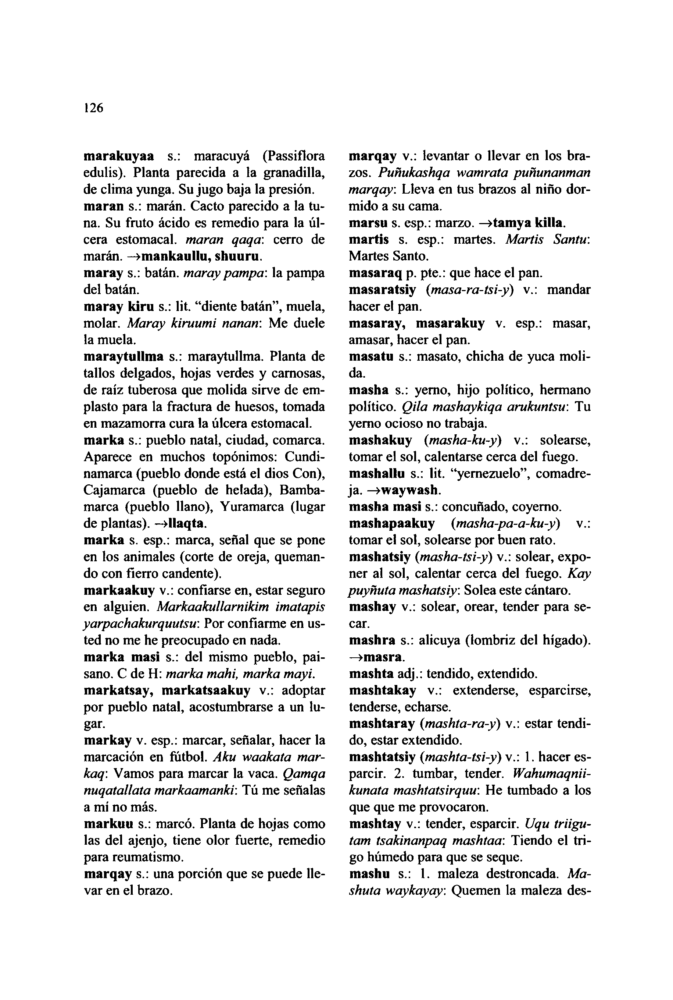 126
marakuyaa s.: maracuyá (Passiflora
edulis). Planta parecida a la granadilla,
de clima yunga. Su jugo baja la presión.
maran s.: marán. Cacto parecido a la tu-
na. Su fruto ácido es remedio para la úl-
cera estomacal. maran qaqa: cerro de
marán. →mankaullu, shuuru.
maray s.: batán. maray pampa: la pampa
del batán.
maray kiru s.: lit. “diente batán”, muela,
molar. Maray kiruumi nanan: Me duele
la muela.
maraytullma s.: maraytullma. Planta de
tallos delgados, hojas verdes y carnosas,
de raíz tuberosa que molida sirve de em-
plasto para la fractura de huesos, tomada
en mazamorra cura la úlcera estomacal.
marka s.: pueblo natal, ciudad, comarca.
Aparece en muchos topónimos: Cundi-
namarca (pueblo donde está el dios Con),
Cajamarca (pueblo de helada), Bamba-
marca (pueblo llano), Yuramarca (lugar
de plantas). →llaqta.
marka s. esp.: marca, señal que se pone
en los animales (corte de oreja, queman-
do con fierro candente).
markaakuy v.: confiarse en, estar seguro
en alguien. Markaakullarnikim imatapis
yarpachakurquutsu: Por confiarme en us-
ted no me he preocupado en nada.
marka masi s.: del mismo pueblo, pai-
sano. C de H: marka mahi, marka mayi.
markatsay, markatsaakuy v.: adoptar
por pueblo natal, acostumbrarse a un lu-
gar.
markay v. esp.: marcar, señalar, hacer la
marcación en fútbol. Aku waakata mar-
kaq: Vamos para marcar la vaca. Qamqa
nuqatallata markaamanki: Tú me señalas
a mí no más.
markuu s.: marcó. Planta de hojas como
las del ajenjo, tiene olor fuerte, remedio
para reumatismo.
marqay s.: una porción que se puede lle-
var en el brazo.
marqay v.: levantar o llevar en los bra-
zos. Puñukashqa wamrata puñunanman
marqay: Lleva en tus brazos al niño dor-
mido a su cama.
marsu s. esp.: marzo. →tamya killa.
martis s. esp.: martes. Martis Santu:
Martes Santo.
masaraq p. pte.: que hace el pan.
masaratsiy (masa-ra-tsi-y) v.: mandar
hacer el pan.
masaray, masarakuy v. esp.: masar,
amasar, hacer el pan.
masatu s.: masato, chicha de yuca moli-
da.
masha s.: yerno, hijo político, hermano
político. Qila mashaykiqa arukuntsu: Tu
yerno ocioso no trabaja.
mashakuy (masha-ku-y) v.: solearse,
tomar el sol, calentarse cerca del fuego.
mashallu s.: lit. “yernezuelo”, comadre-
ja. →waywash.
masha masi s.: concuñado, coyerno.
mashapaakuy (masha-pa-a-ku-y) v.:
tomar el sol, solearse por buen rato.
mashatsiy (masha-tsi-y) v.: solear, expo-
ner al sol, calentar cerca del fuego. Kay
puyñuta mashatsiy: Solea este cántaro.
mashay v.: solear, orear, tender para se-
car.
mashra s.: alicuya (lombriz del hígado).
→masra.
mashta adj.: tendido, extendido.
mashtakay v.: extenderse, esparcirse,
tenderse, echarse.
mashtaray (mashta-ra-y) v.: estar tendi-
do, estar extendido.
mashtatsiy (mashta-tsi-y) v.: 1. hacer es-
parcir. 2. tumbar, tender. Wahumaqnii-
kunata mashtatsirquu: He tumbado a los
que que me provocaron.
mashtay v.: tender, esparcir. Uqu triigu-
tam tsakinanpaq mashtaa: Tiendo el tri-
go húmedo para que se seque.
mashu s.: 1. maleza destroncada. Ma-
shuta waykayay: Quemen la maleza des-